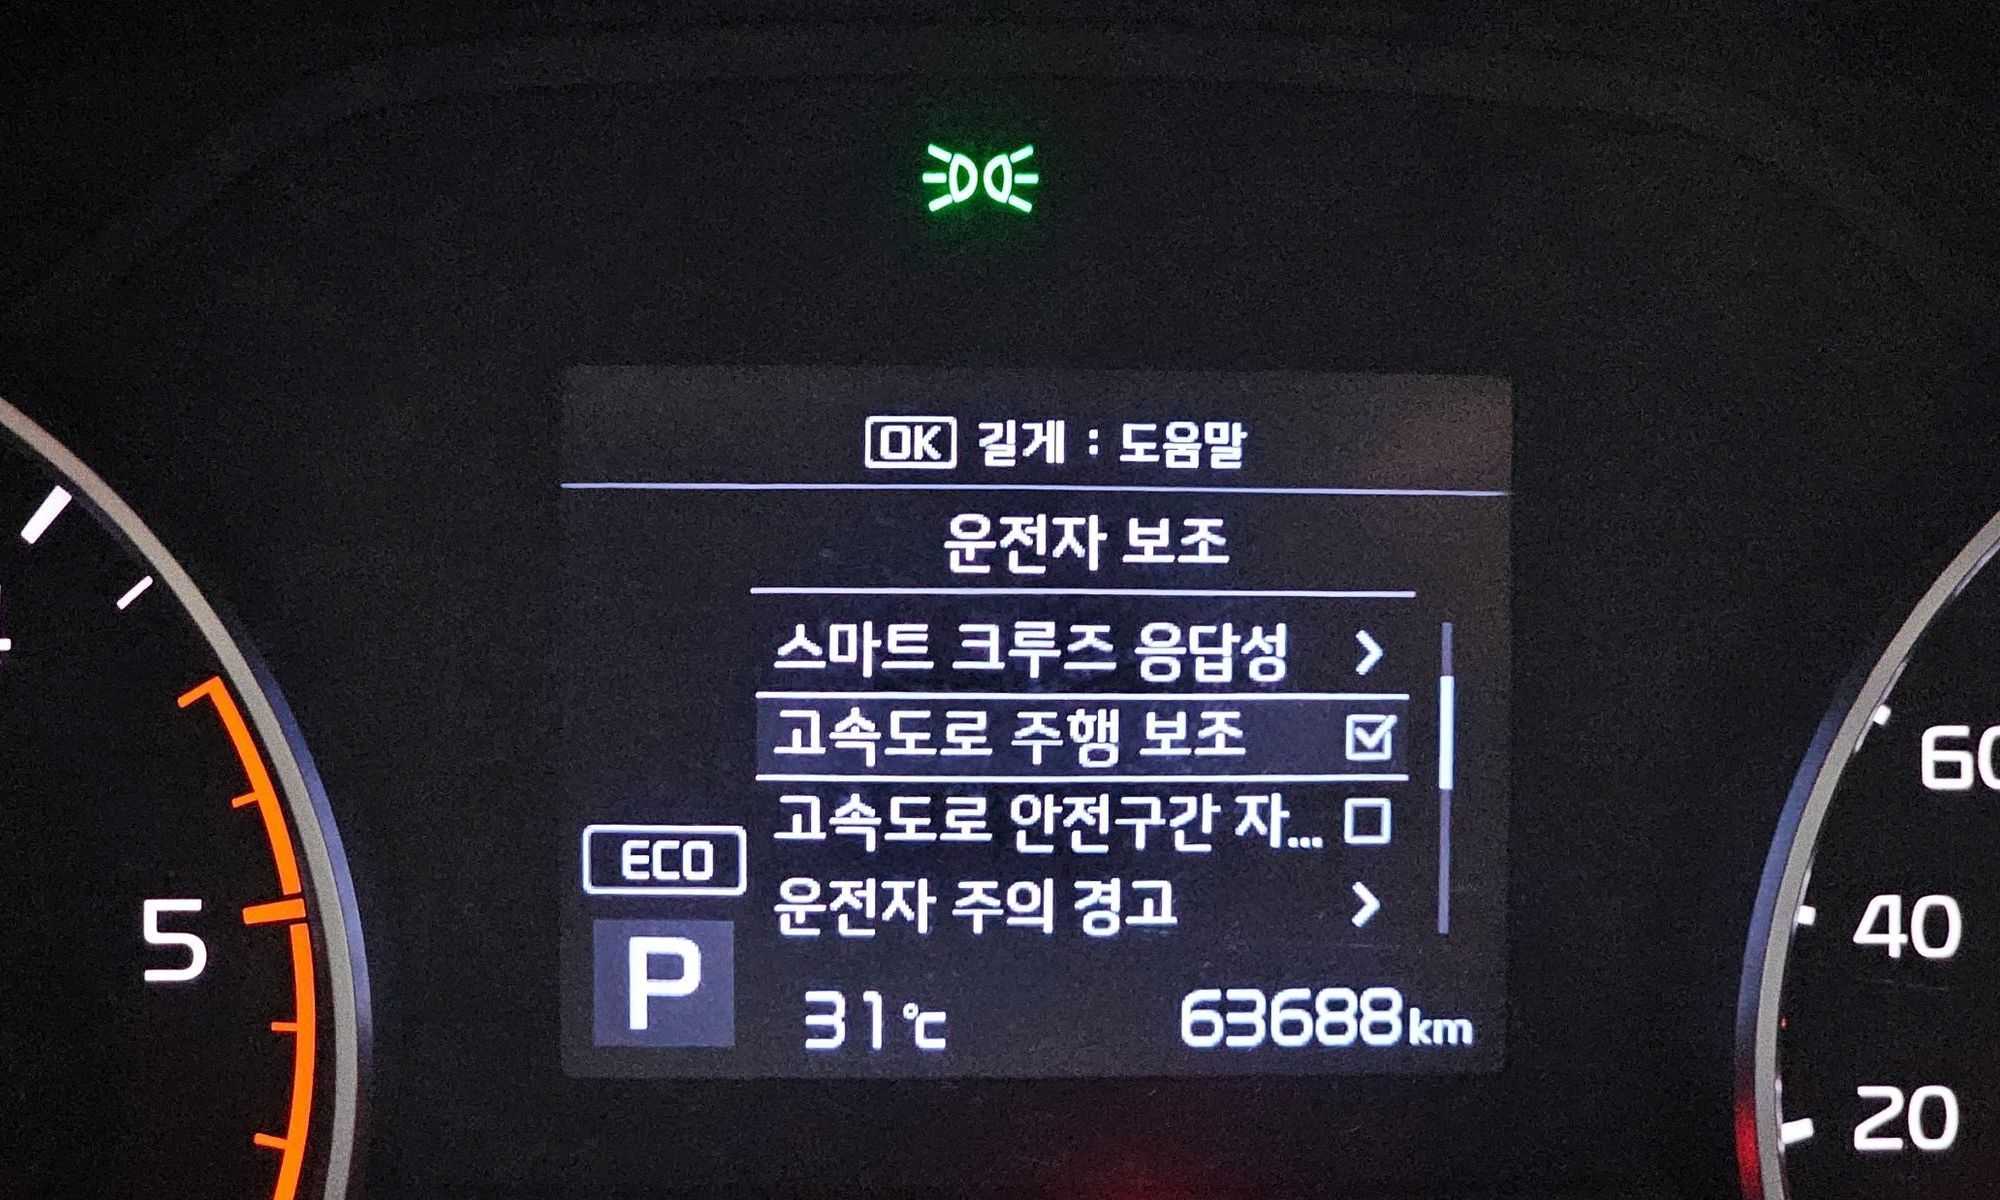 OK 길게 : 도움말
운전자 보조
스마트 크루즈 응답성
고속도로 주행 보조
고속도로 안전구간 자...
운전자 주의 경고
ECO
P
31℃ 63688km
5
60
40
20